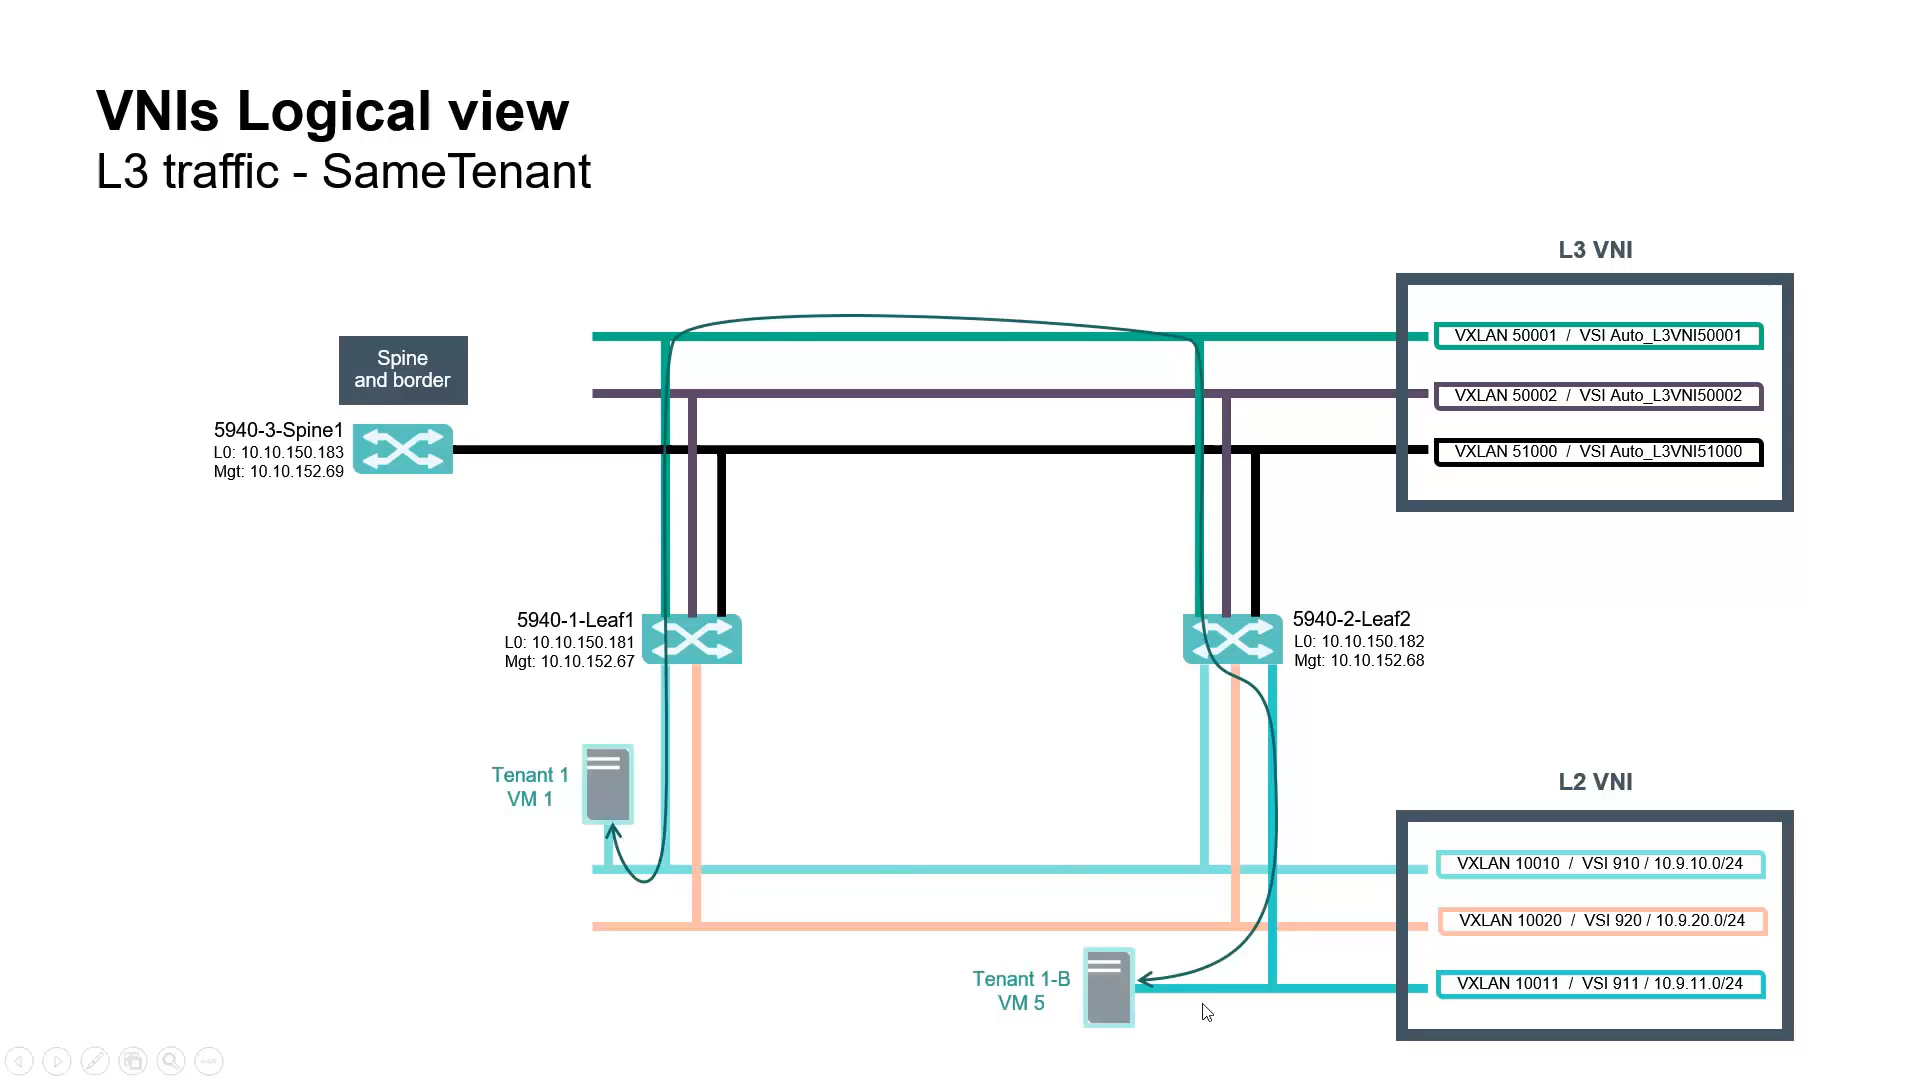 VNIs Logical view
L3 traffic - SameTenant
L3 VNI
VXLAN 50001 / VSI Auto_L3VNI50001
VXLAN 50002 / VSI Auto_L3VNI50002
VXLAN 51000 / VSI Auto_L3VNI51000
Spine
and border
5940-3-Spine1
L0: 10.10.150.183
Mgt: 10.10.152.69
5940-1-Leaf1
L0: 10.10.150.181
Mgt: 10.10.152.67
5940-2-Leaf2
L0: 10.10.150.182
Mgt: 10.10.152.68
Tenant 1
VM 1
L2 VNI
VXLAN 10010 / VSI 910 / 10.9.10.0/24
VXLAN 10020 / VSI 920 / 10.9.20.0/24
VXLAN 10011 / VSI 911 / 10.9.11.0/24
Tenant 1-B
VM 5